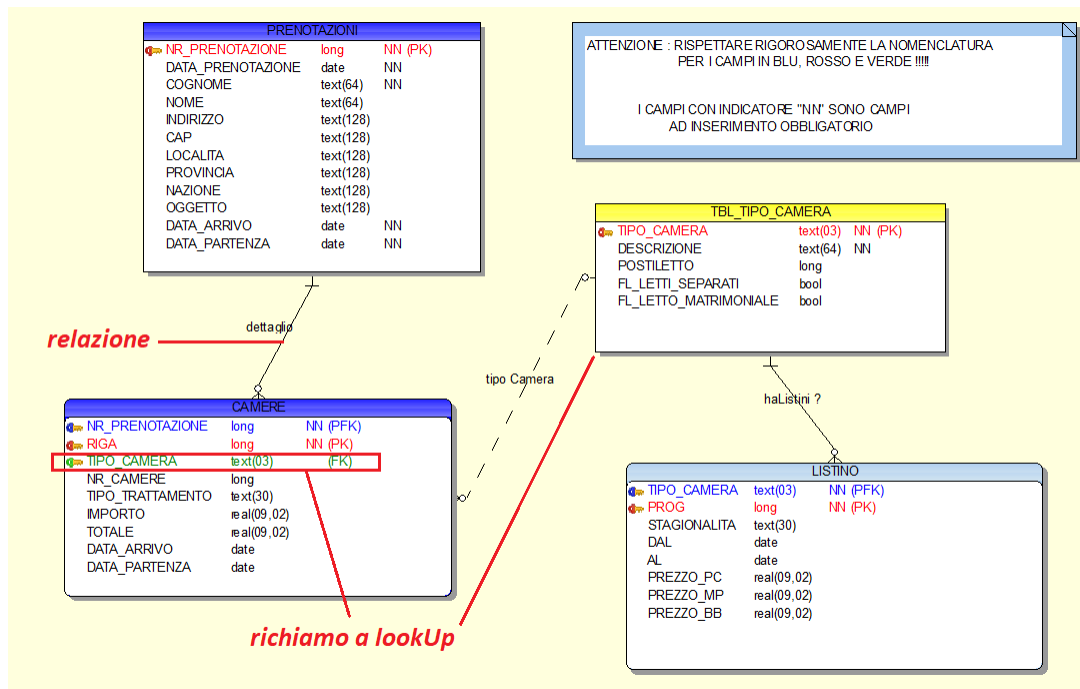 PRENOTAZIONI
NR_PRENOTAZIONE long NN (PK)
DATA_PRENOTAZIONE date NN
COGNOME text(64) NN
NOME text(64)
INDIRIZZO text(128)
CAP text(128)
LOCALITA text(128)
PROVINCIA text(128)
NAZIONE text(128)
OGGETTO text(128)
DATA_ARRIVO date NN
DATA_PARTENZA date NN
ATTENZIONE : RISPETTARE RIGOROSAMENTE LA NOMENCLATURA
PER I CAMPI IN BLU, ROSSO E VERDE !!!!!
I CAMPI CON INDICATORE "NN" SONO CAMPI
AD INSERIMENTO OBBLIGATORIO
TBL_TIPO_CAMERA
TIPO_CAMERA text(03) NN (PK)
DESCRIZIONE text(64) NN
POSTILETTO long
FL_LETTI_SEPARATI bool
FL_LETTO_MATRIMONIALE bool
dettaglio
relazione
tipo Camera
haListini ?
CAMERE
NR_PRENOTAZIONE long NN (PFK)
RIGA long NN (PK)
TIPO_CAMERA text(03) (FK)
NR_CAMERE long
TIPO_TRATTAMENTO text(30)
IMPORTO real(09,02)
TOTALE real(09,02)
DATA_ARRIVO date
DATA_PARTENZA date
LISTINO
TIPO_CAMERA text(03) NN (PFK)
PROG long NN (PK)
STAGIONALITA text(30)
DAL date
AL date
PREZZO_PC real(09,02)
PREZZO_MP real(09,02)
PREZZO_BB real(09,02)
richiamo a lookUp